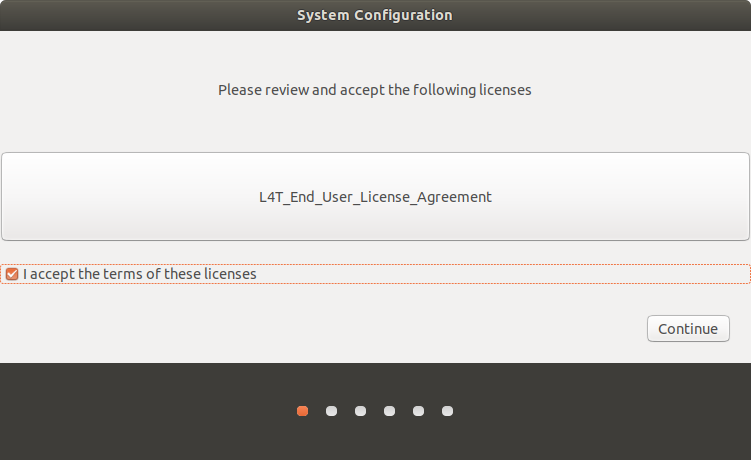 System Configuration
Please review and accept the following licenses
L4T_End_User_License_Agreement
I accept the terms of these licenses
Continue